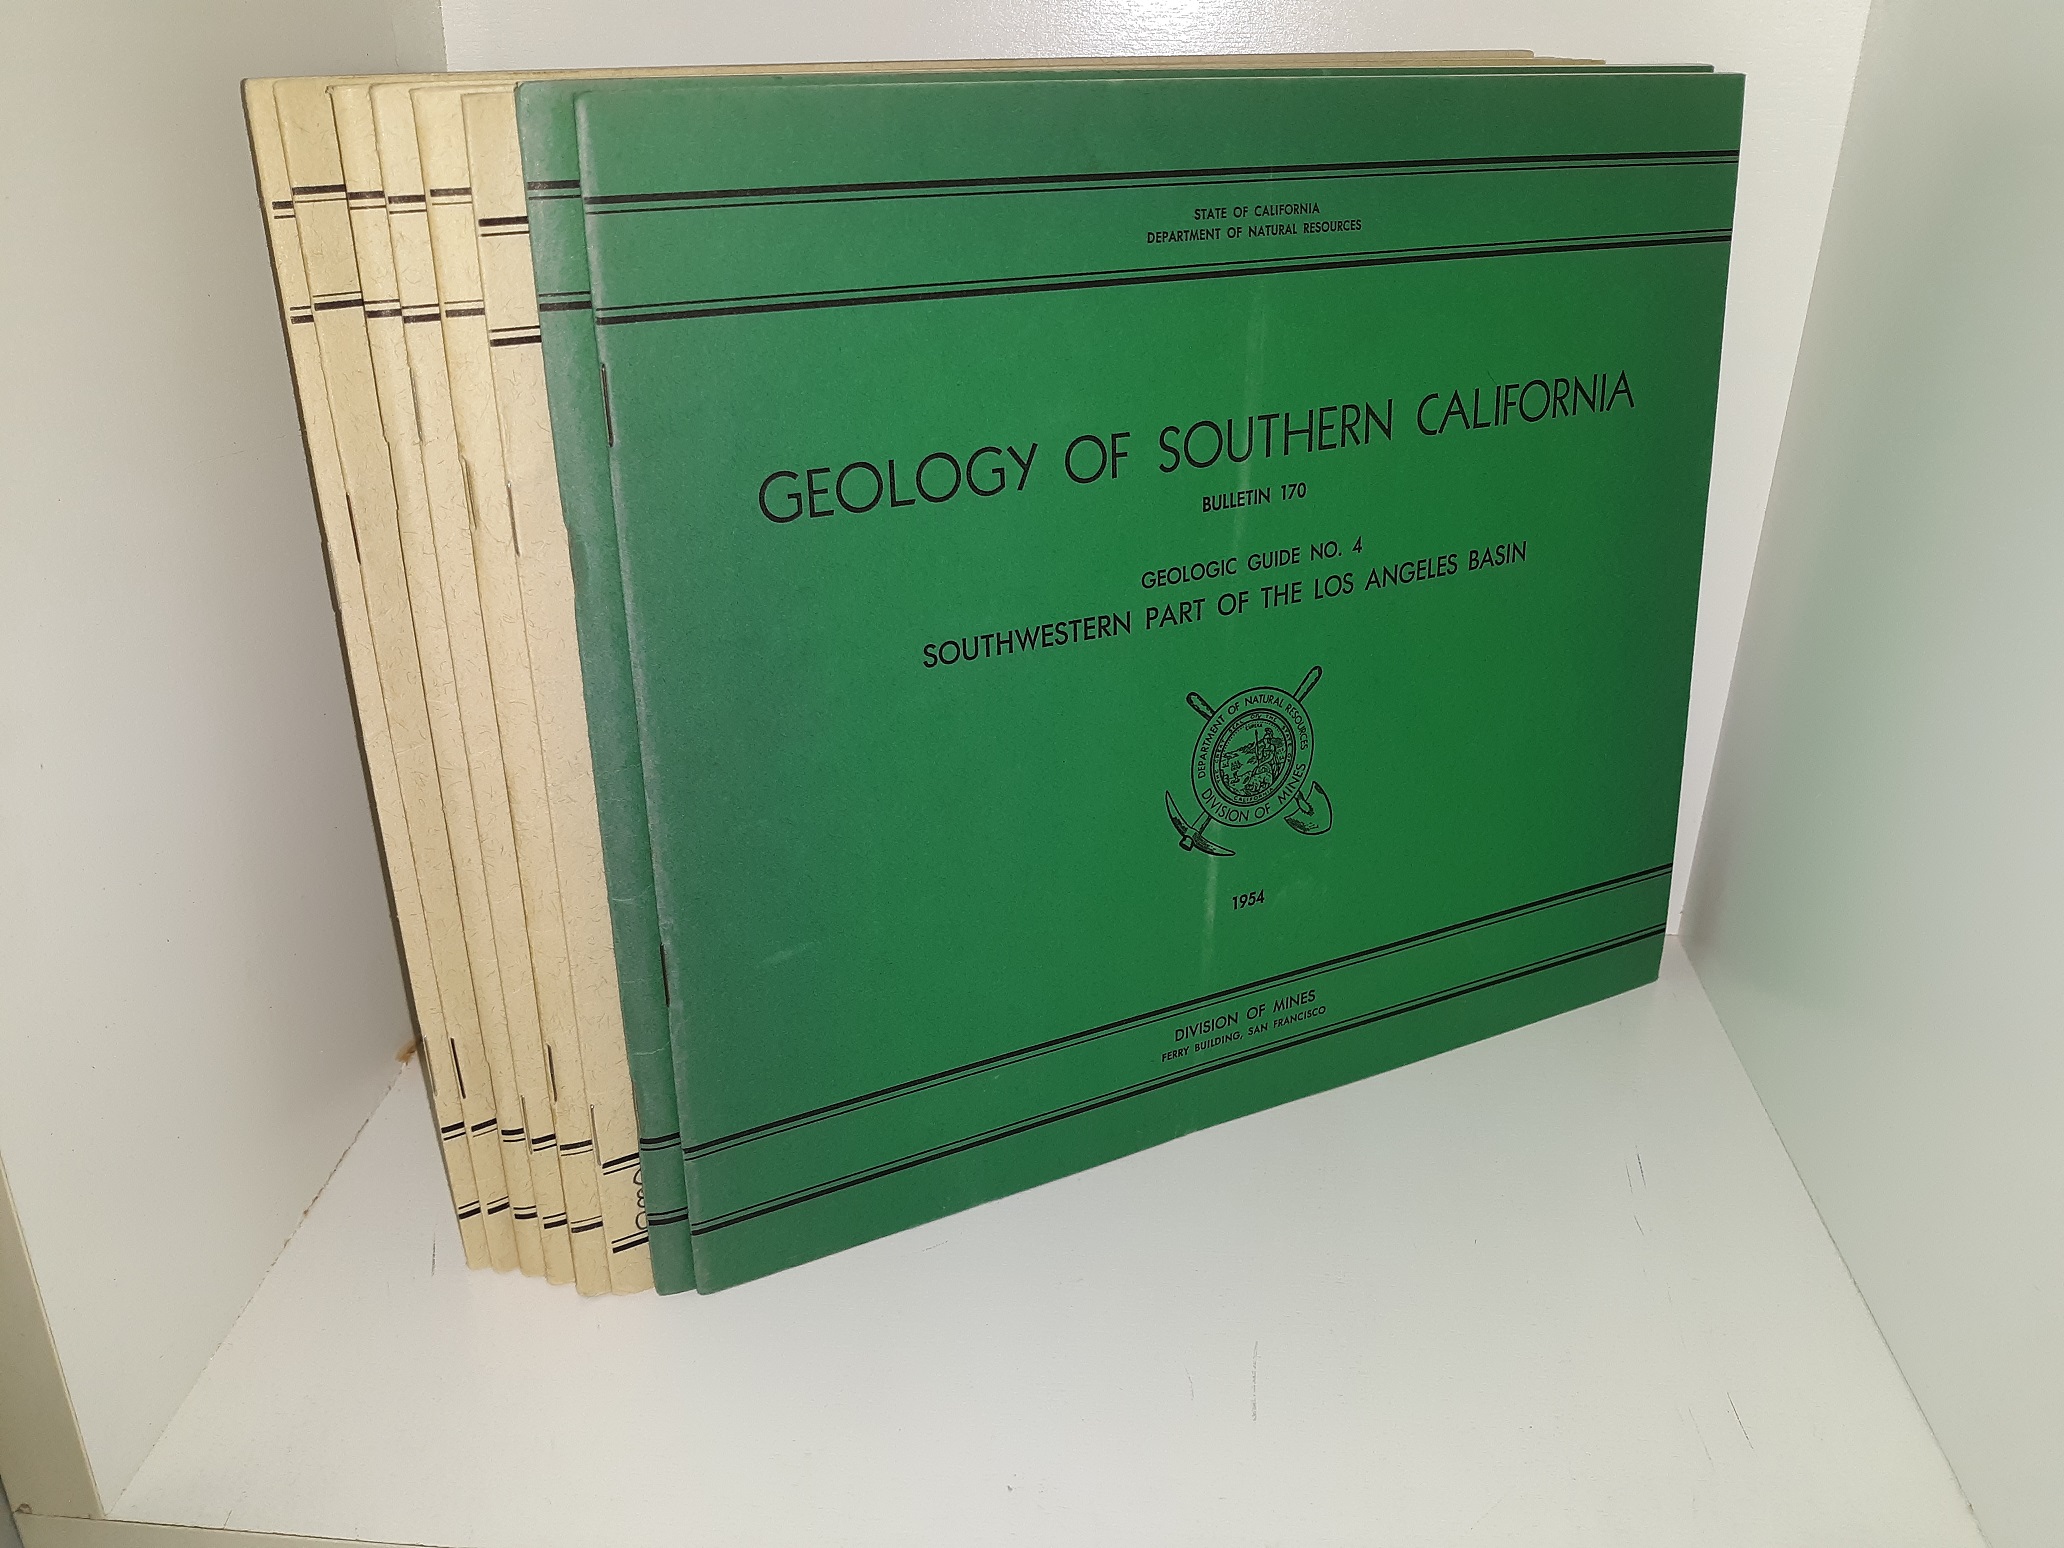 STATE OF CALIFORNIA
DEPARTMENT OF NATURAL RESOURCES
GEOLOGY OF SOUTHERN CALIFORNIA
BULLETIN 170
GEOLOGIC GUIDE NO. 4
SOUTHWESTERN PART OF THE LOS ANGELES BASIN
DEPARTMENT OF NATURAL RESOURCES
DIVISION OF MINES
1954
DIVISION OF MINES
FERRY BUILDING, SAN FRANCISCO